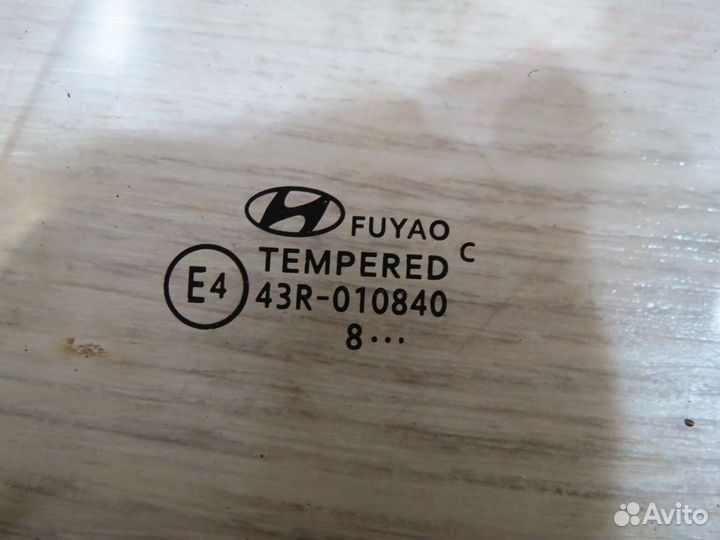 FUYAO
TEMPERED C
E4 43R-010840
8...
Avito